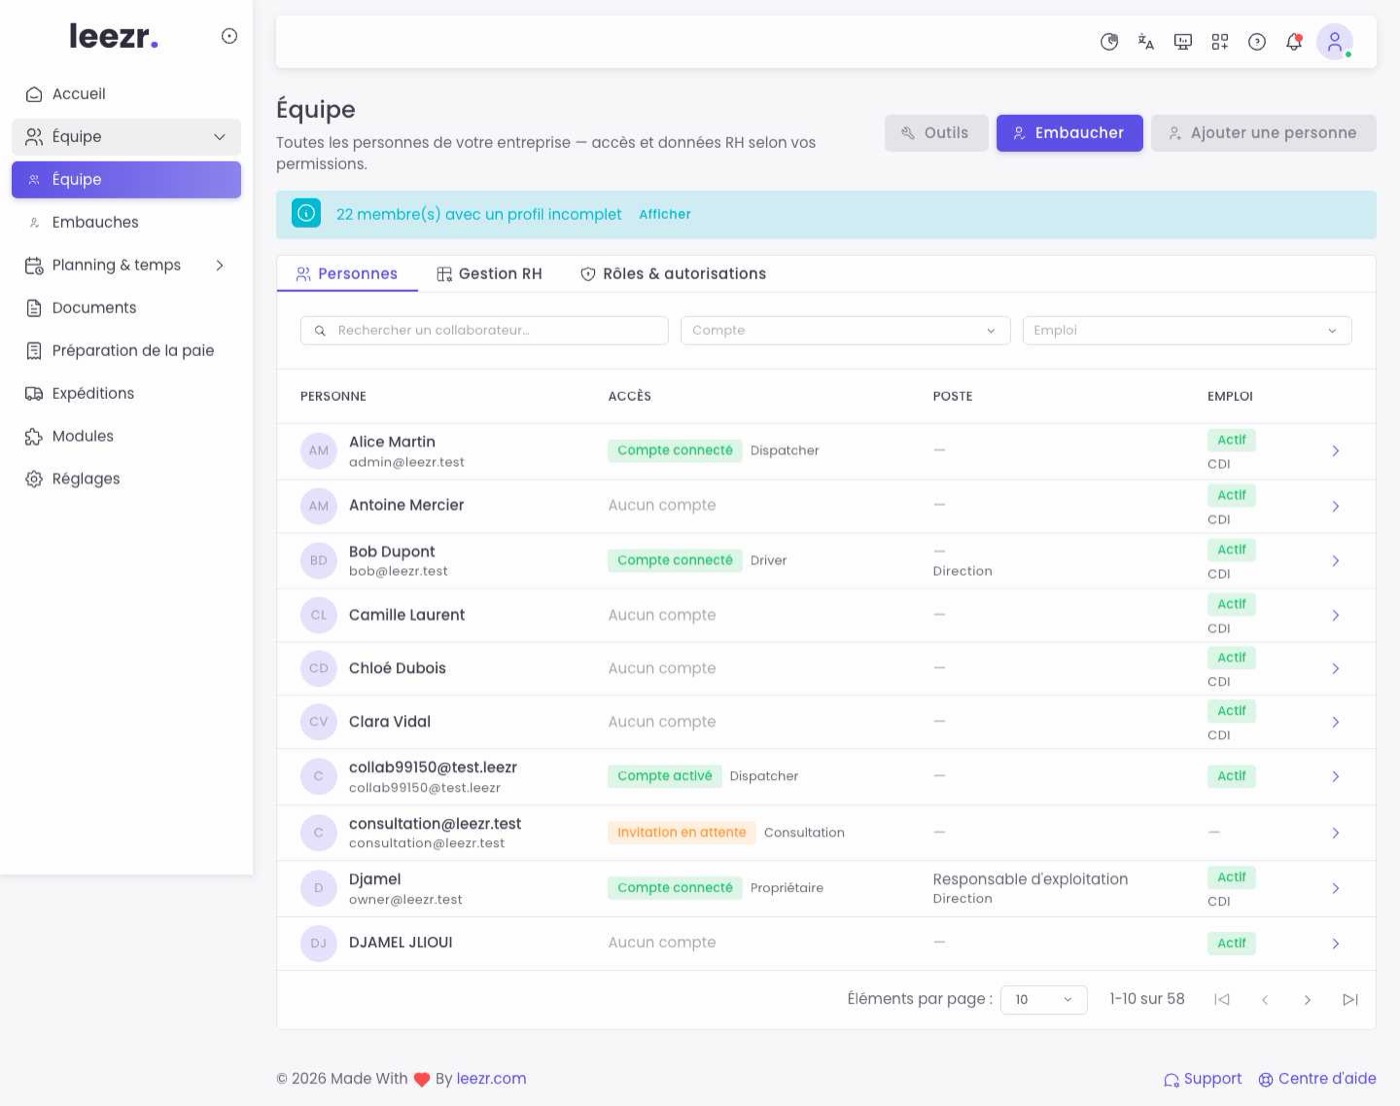 leezr.
Accueil
Équipe
Équipe
Embauches
Planning & temps
Documents
Préparation de la paie
Expéditions
Modules
Réglages
Équipe
Toutes les personnes de votre entreprise — accès et données RH selon vos
permissions.
Outils
Embaucher
Ajouter une personne
22 membre(s) avec un profil incomplet Afficher
Personnes Gestion RH Rôles & autorisations
Rechercher un collaborateur... Compte Emploi
PERSONNE ACCÈS POSTE EMPLOI
AM Alice Martin
admin@leezr.test
Compte connecté Dispatcher — Actif
CDI
AM Antoine Mercier Aucun compte — Actif
CDI
BD Bob Dupont
bob@leezr.test
Compte connecté Driver —
Direction
Actif
CDI
CL Camille Laurent Aucun compte — Actif
CDI
CD Chloé Dubois Aucun compte — Actif
CDI
CV Clara Vidal Aucun compte — Actif
CDI
C collab99150@test.leezr
collab99150@test.leezr
Compte activé Dispatcher — Actif
C consultation@leezr.test
consultation@leezr.test
Invitation en attente Consultation — —
D Djamel
owner@leezr.test
Compte connecté Propriétaire Responsable d'exploitation
Direction
Actif
CDI
DJ DJAMEL JLIOUI Aucun compte — Actif
Éléments par page : 10 1-10 sur 58
© 2026 Made With By leezr.com
Support Centre d'aide